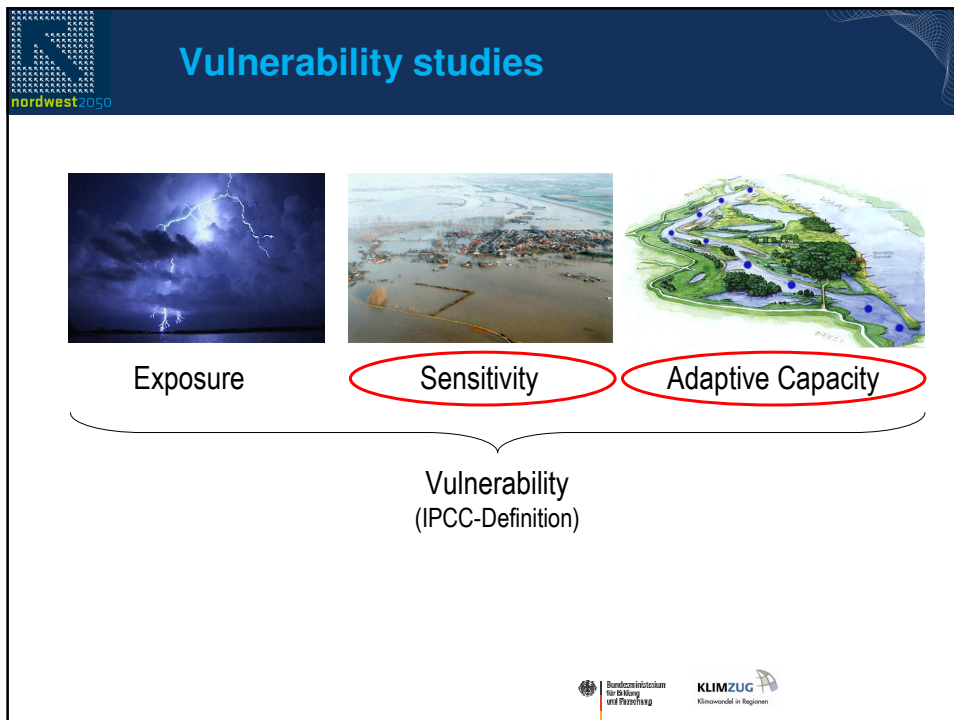 Vulnerability studies
nordwest2050
Exposure
Sensitivity
Adaptive Capacity
Vulnerability
(IPCC-Definition)
Bundesministerium
für Bildung
und Forschung
KLIMZUG
Klimawandel in Regionen